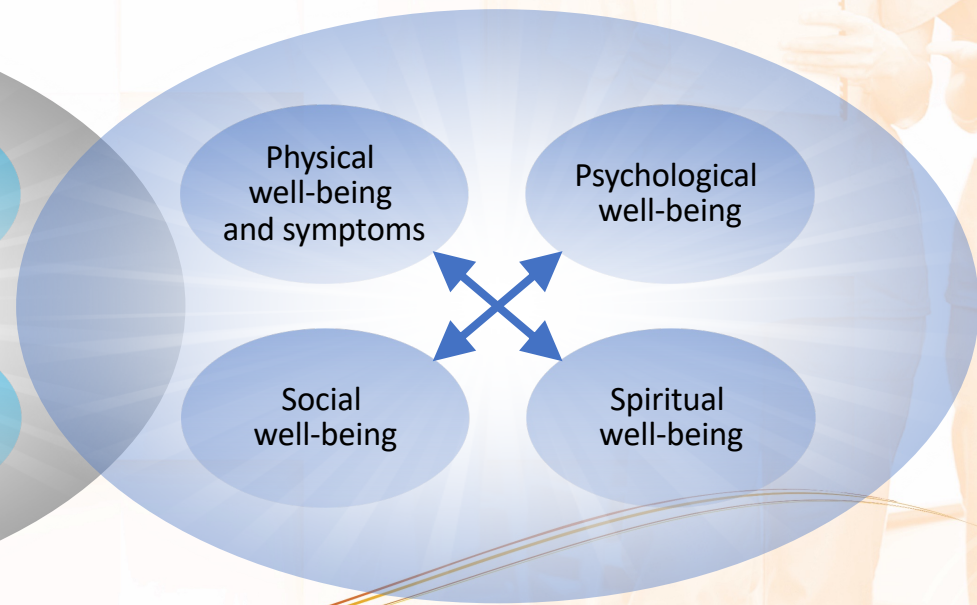 Physical
well-being
and symptoms
Psychological
well-being
Social
well-being
Spiritual
well-being